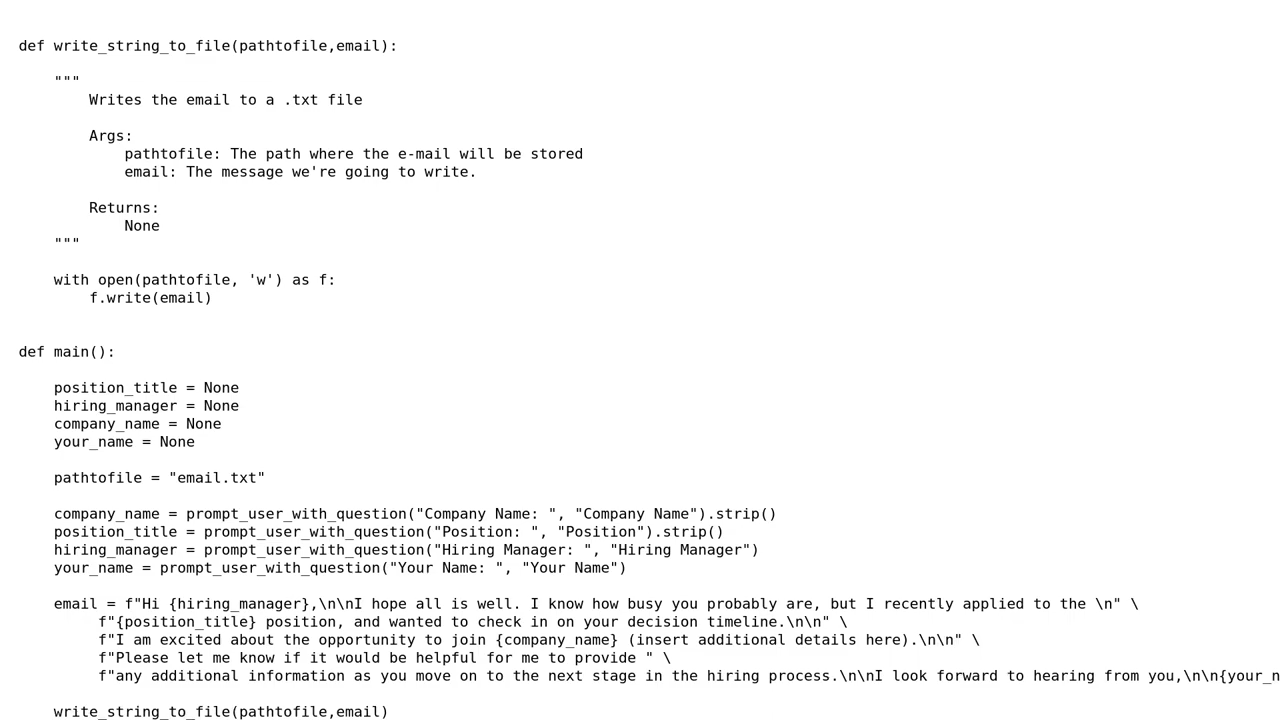 def write_string_to_file(pathtofile,email):
"""
Writes the email to a .txt file
Args:
pathtofile: The path where the e-mail will be stored
email: The message we're going to write.
Returns:
None
"""
with open(pathtofile, 'w') as f:
f.write(email)
def main():
position_title = None
hiring_manager = None
company_name = None
your_name = None
pathtofile = "email.txt"
company_name = prompt_user_with_question("Company Name: ", "Company Name").strip()
position_title = prompt_user_with_question("Position: ", "Position").strip()
hiring_manager = prompt_user_with_question("Hiring Manager: ", "Hiring Manager")
your_name = prompt_user_with_question("Your Name: ", "Your Name")
email = f"Hi {hiring_manager},\n\nI hope all is well. I know how busy you probably are, but I recently applied to the \n" \
f"{position_title} position, and wanted to check in on your decision timeline.\n\n" \
f"I am excited about the opportunity to join {company_name} (insert additional details here).\n\n" \
f"Please let me know if it would be helpful for me to provide " \
f"any additional information as you move on to the next stage in the hiring process.\n\nI look forward to hearing from you,\n\n{your_n
write_string_to_file(pathtofile,email)